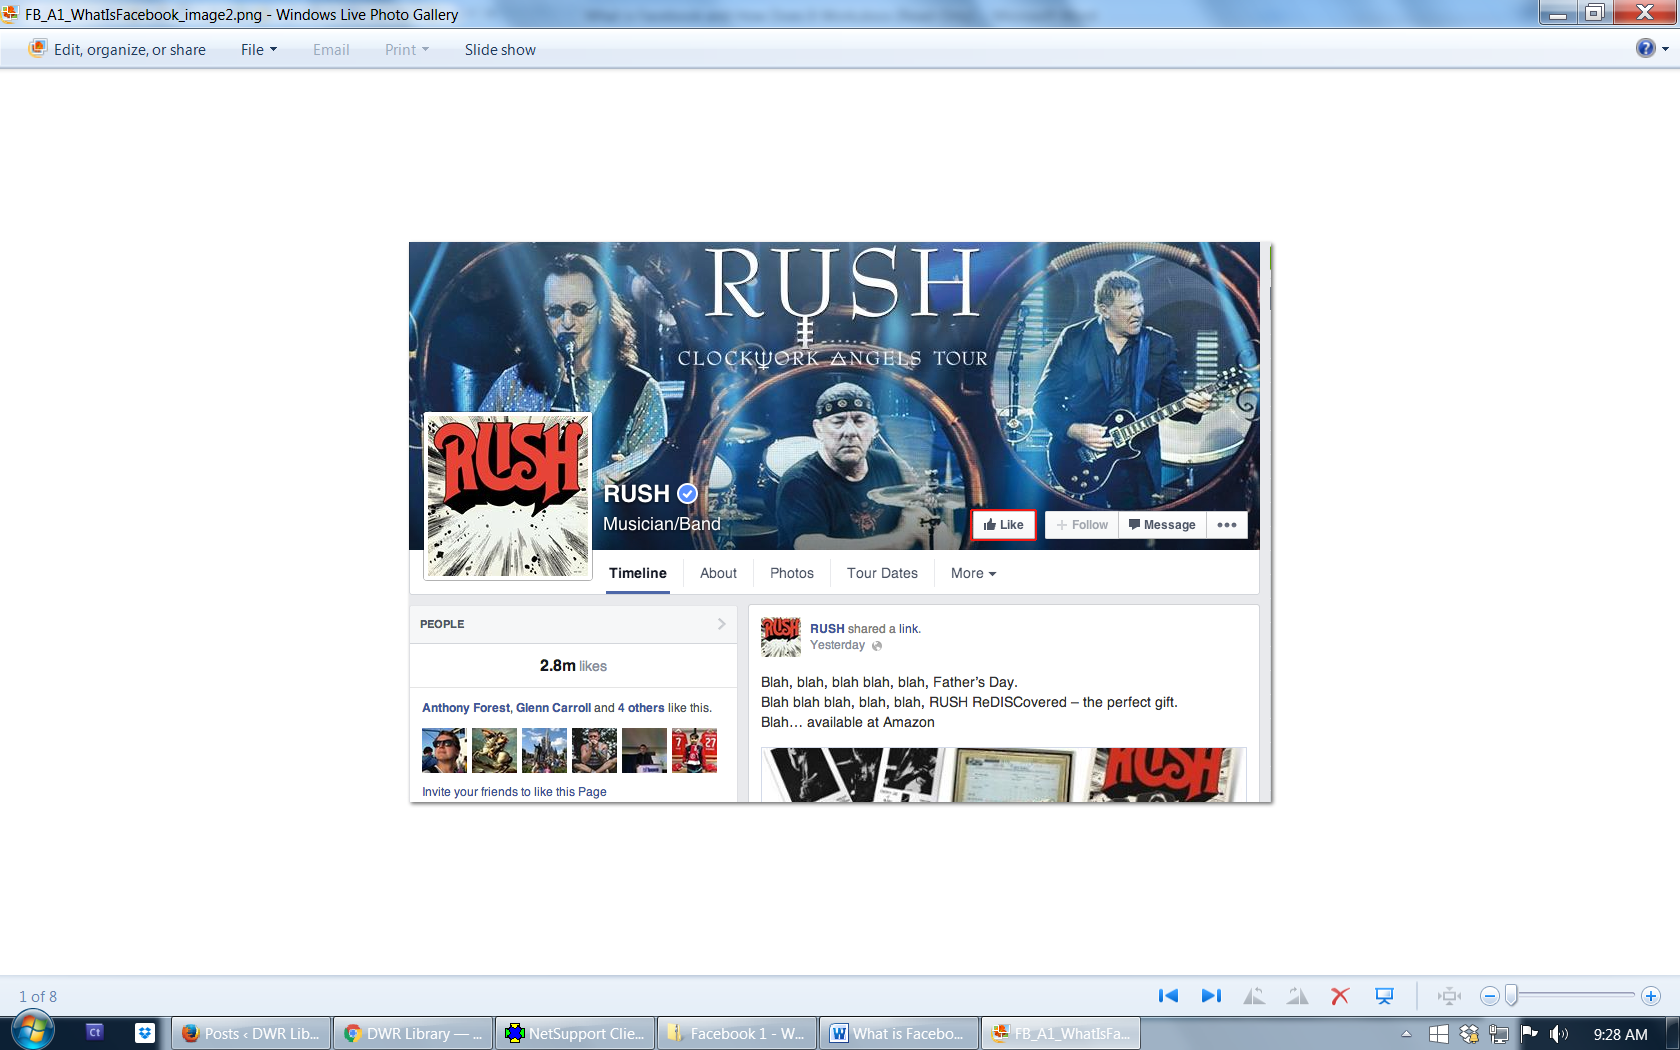 FB_A1_WhatIsFacebook_image2.png - Windows Live Photo Gallery
Edit, organize, or share File Email Print Slide show
RUSH
CLOCKWORK ANGELS TOUR
RUSH
RUSH
Musician/Band
Like + Follow Message •••
Timeline About Photos Tour Dates More
PEOPLE
2.8m likes
Anthony Forest, Glenn Carroll and 4 others like this.
7 27
Invite your friends to like this Page
RUSH
RUSH shared a link.
Yesterday
Blah, blah, blah blah, blah, Father's Day.
Blah blah blah, blah, blah, RUSH ReDISCovered – the perfect gift.
Blah… available at Amazon
RUSH
1 of 8
Ct Posts ‹ DWR Lib... DWR Library — ... NetSupport Clie... Facebook 1 - W... What is Facebo... FB_A1_WhatIsFa... 9:28 AM